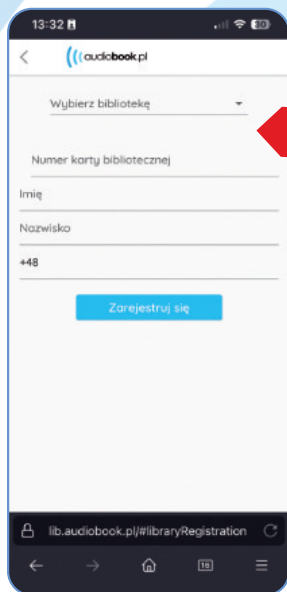 13:32
30
audiobook.pl
Wybierz bibliotekę
Numer karty bibliotecznej
Imię
Nazwisko
+48
Zarejestruj się
lib.audiobook.pl/#libraryRegistration
16